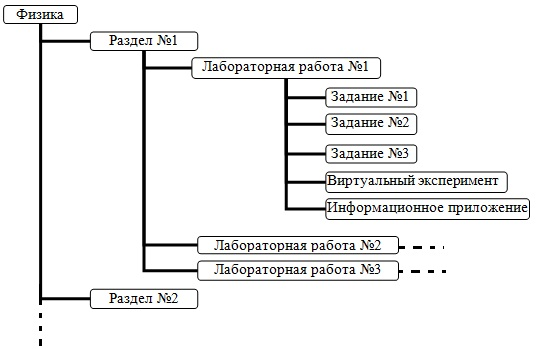 Физика
Раздел №1
Лабораторная работа №1
Задание №1
Задание №2
Задание №3
Виртуальный эксперимент
Информационное приложение
Лабораторная работа №2
Лабораторная работа №3
Раздел №2